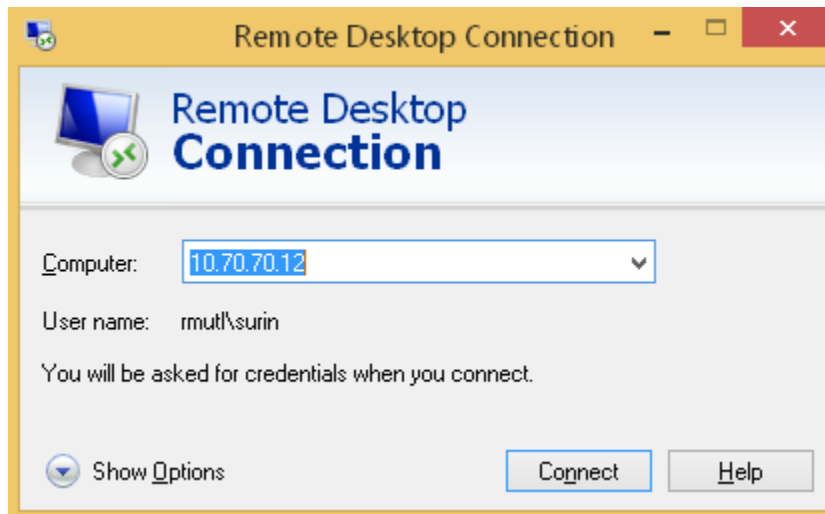 Remote Desktop Connection
Remote Desktop
Connection
Computer: 10.70.70.12
User name: rmutl\surin
You will be asked for credentials when you connect.
Show Options Connect Help